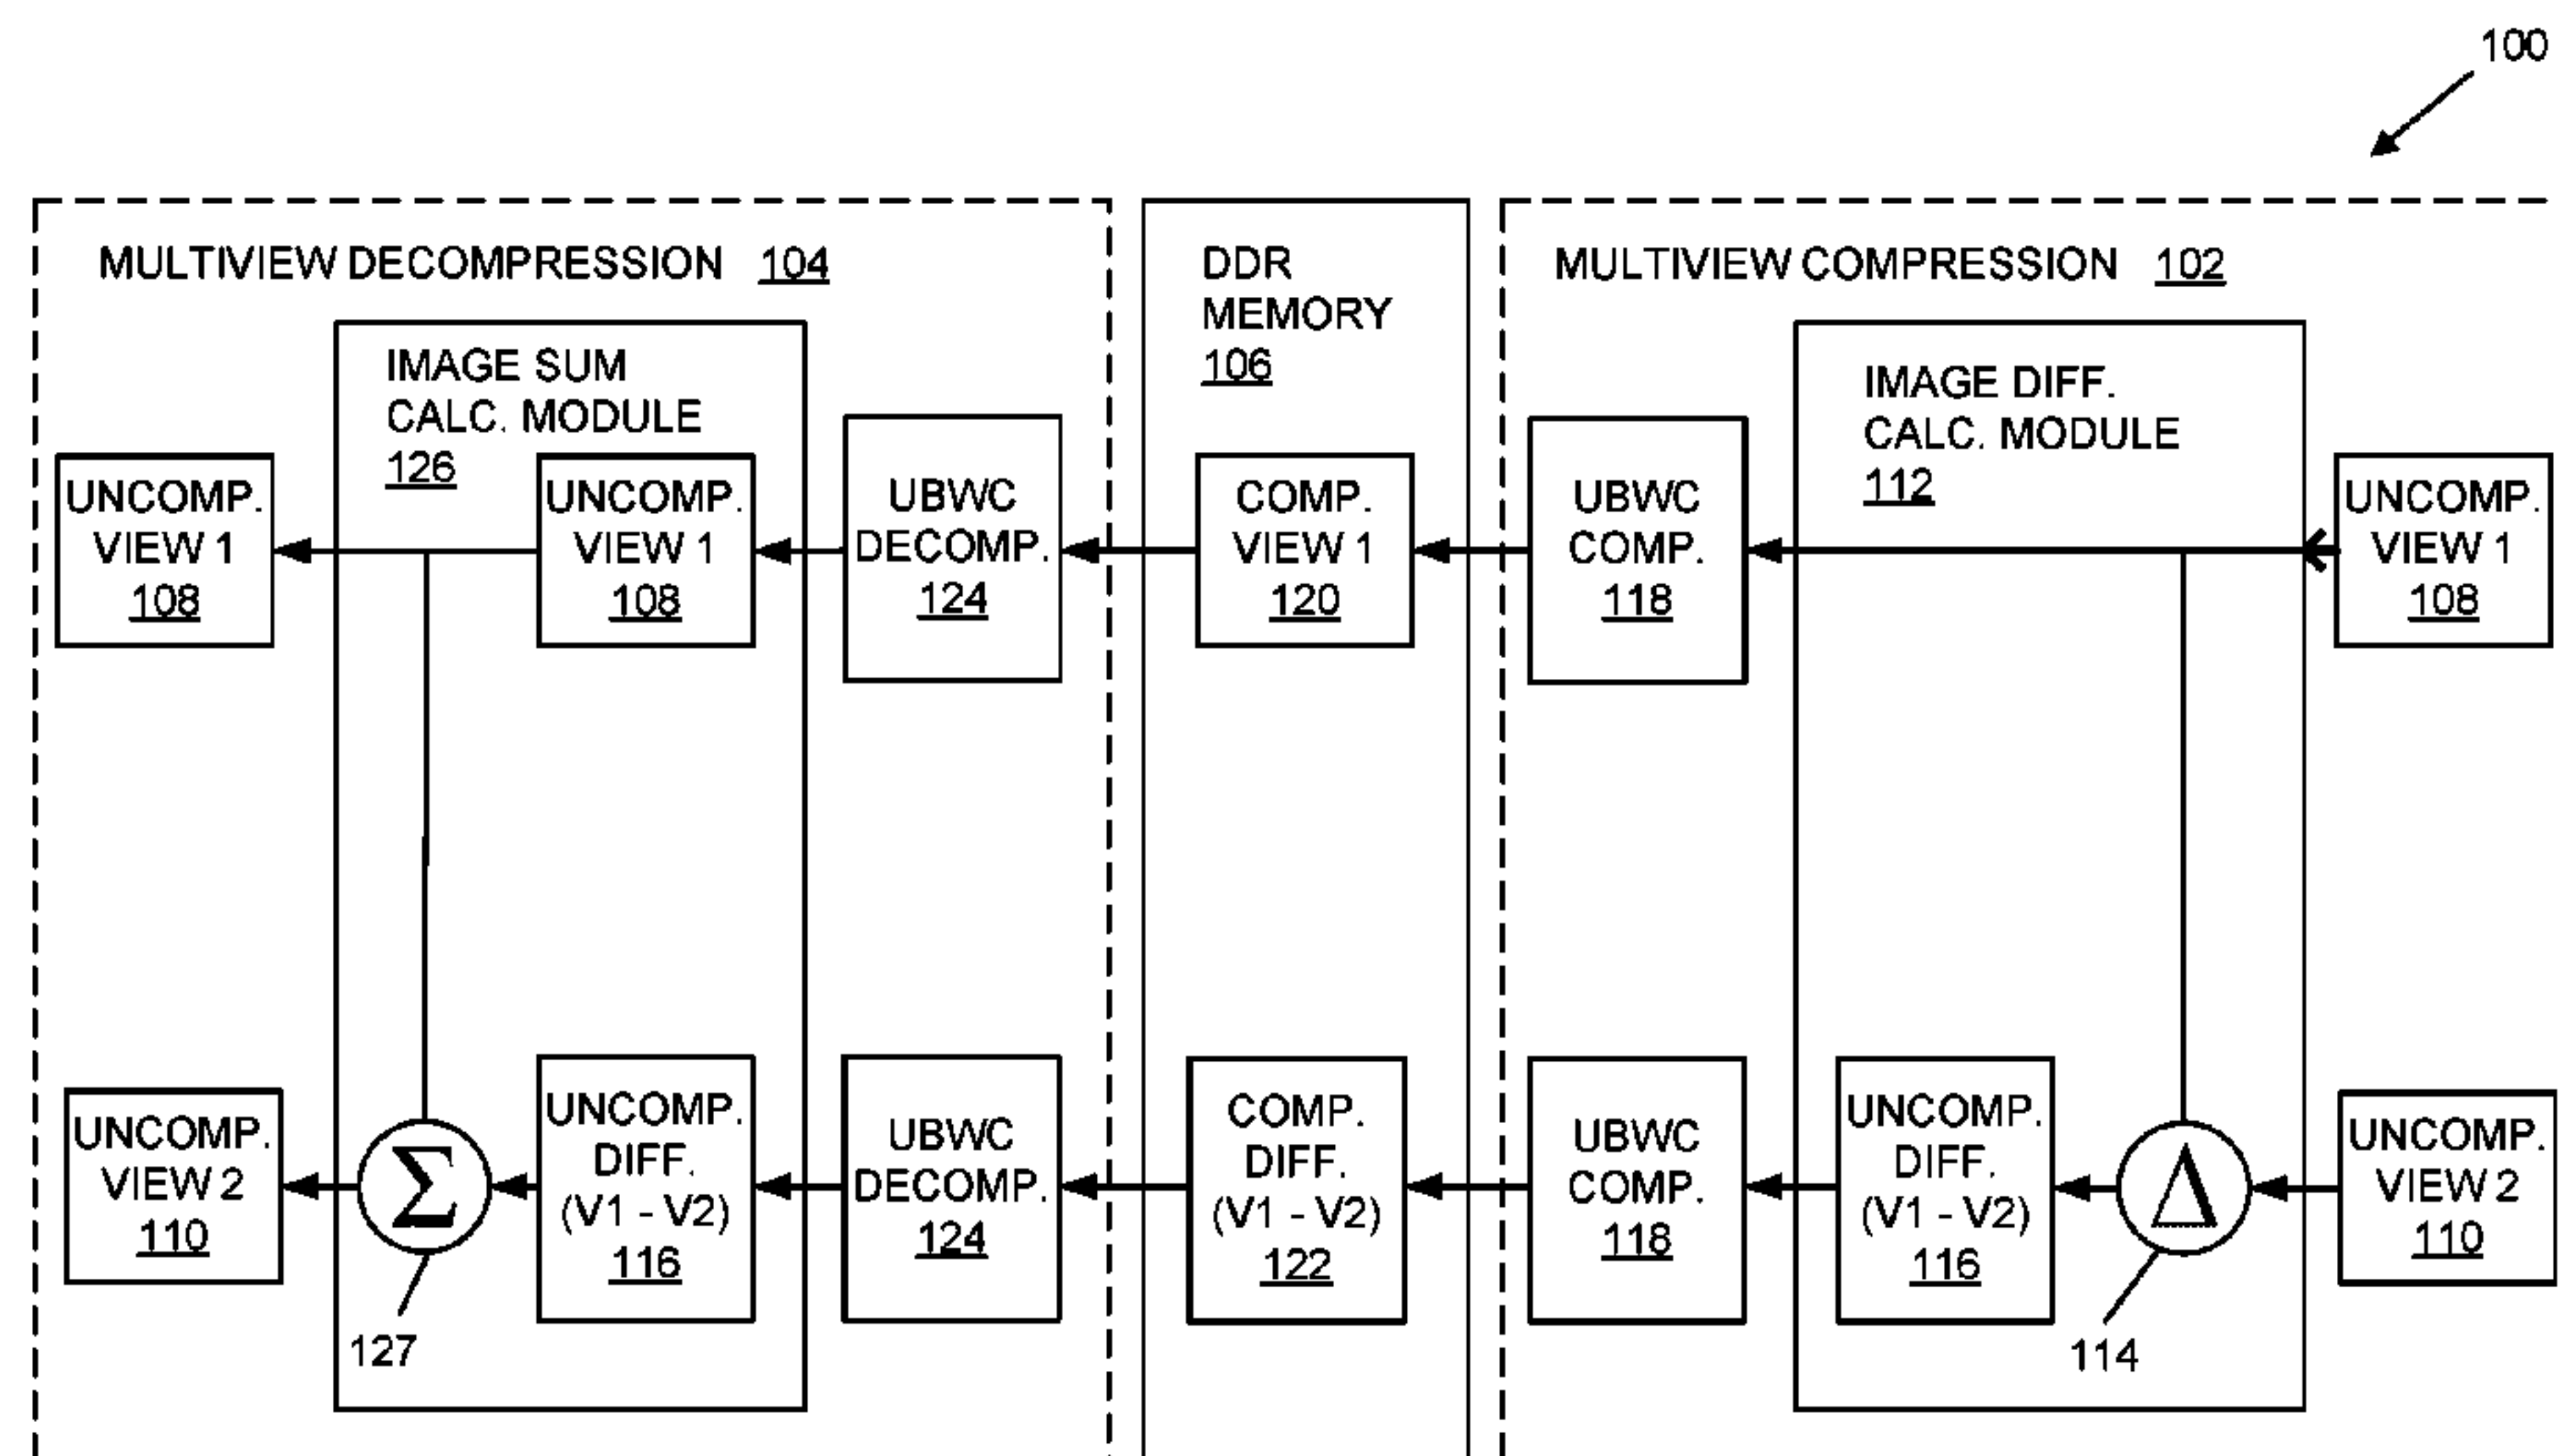 100
MULTIVIEW DECOMPRESSION 104
DDR
MEMORY
106
MULTIVIEW COMPRESSION 102
IMAGE SUM
CALC. MODULE
126
IMAGE DIFF.
CALC. MODULE
112
UNCOMP.
VIEW 1
108
UNCOMP.
VIEW 1
108
UBWC
DECOMP.
124
COMP.
VIEW 1
120
UBWC
COMP.
118
UNCOMP.
VIEW 1
108
UNCOMP.
VIEW 2
110
Σ
127
UNCOMP.
DIFF.
(V1 - V2)
116
UBWC
DECOMP.
124
COMP.
DIFF.
(V1 - V2)
122
UBWC
COMP.
118
UNCOMP.
DIFF.
(V1 - V2)
116
Δ
114
UNCOMP.
VIEW 2
110